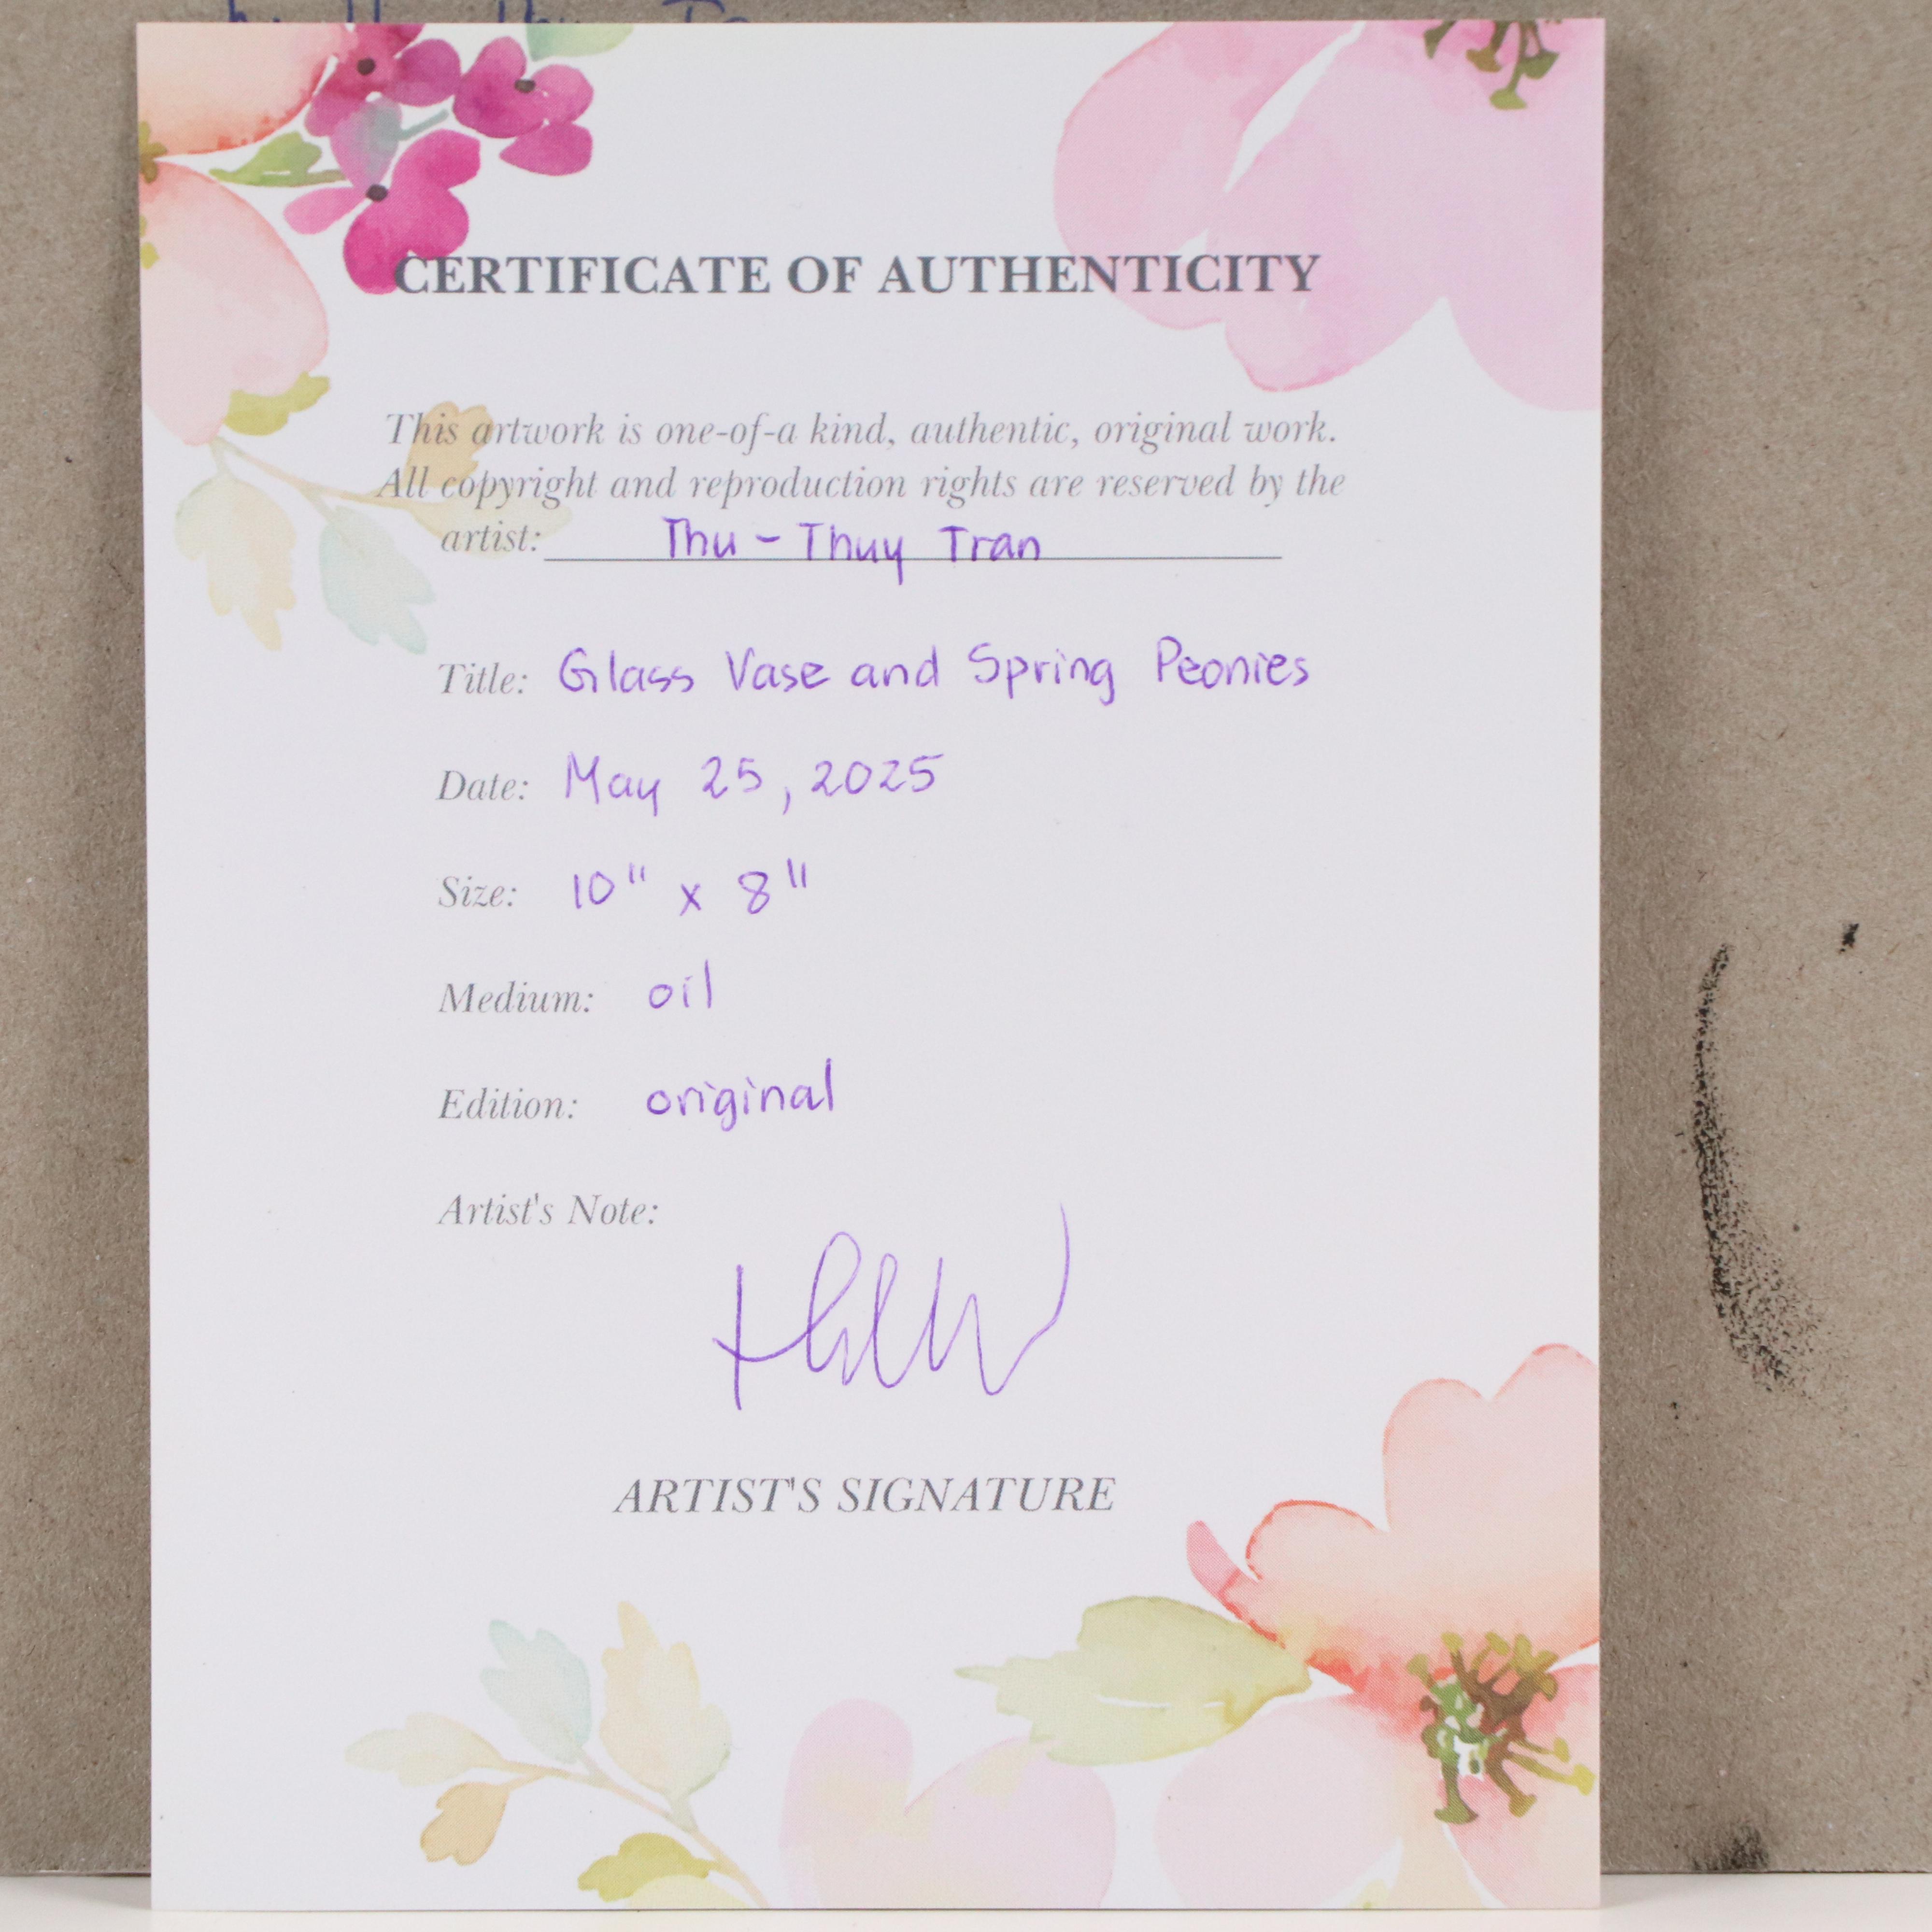 CERTIFICATE OF AUTHENTICITY
This artwork is one-of-a kind, authentic, original work.
All copyright and reproduction rights are reserved by the
artist: Thu - Thuy Tran
Title: Glass Vase and Spring Peonies
Date: May 25, 2025
Size: 10" x 8"
Medium: oil
Edition: original
Artist's Note:
ARTIST'S SIGNATURE